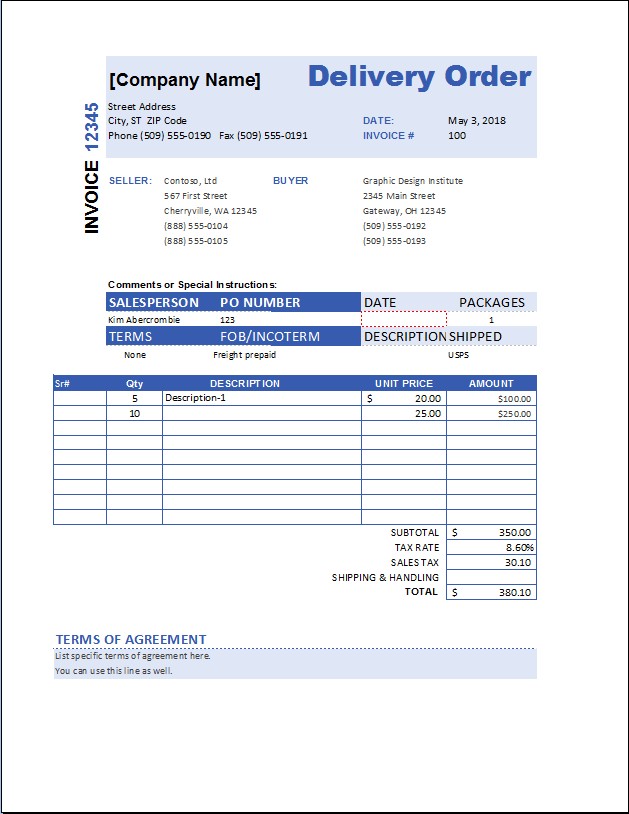 Delivery Order
[Company Name]
INVOICE 12345
Street Address
City, ST ZIP Code DATE: May 3, 2018
Phone (509) 555-0190 Fax (509) 555-0191 INVOICE # 100
SELLER: Contoso, Ltd BUYER Graphic Design Institute
567 First Street 2345 Main Street
Cherryville, WA 12345 Gateway, OH 12345
(888) 555-0104 (509) 555-0192
(888) 555-0105 (509) 555-0193
Comments or Special Instructions:
SALESPERSON PO NUMBER DATE PACKAGES
Kim Abercrombie 123 1
TERMS FOB/INCOTERM DESCRIPTION SHIPPED
None Freight prepaid USPS
Sr# Qty DESCRIPTION UNIT PRICE AMOUNT
5 Description-1 $ 20.00 $100.00
10 25.00 $250.00
SUBTOTAL $ 350.00
TAX RATE 8.60%
SALES TAX 30.10
SHIPPING & HANDLING
TOTAL $ 380.10
TERMS OF AGREEMENT
List specific terms of agreement here.
You can use this line as well.